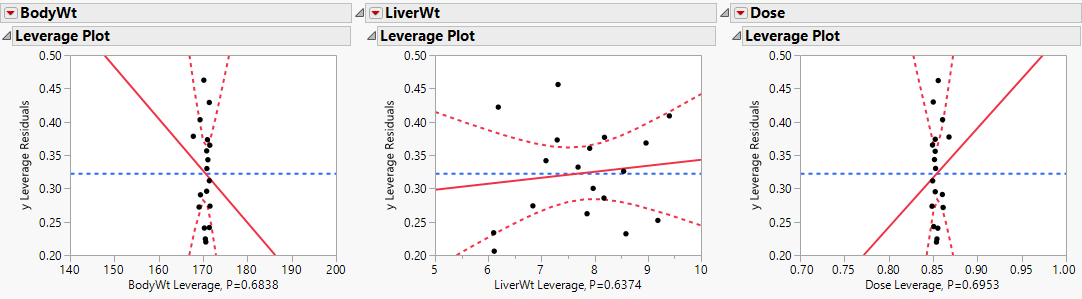 BodyWt
Leverage Plot
y Leverage Residuals
0.50
0.45
0.40
0.35
0.30
0.25
0.20
140 150 160 170 180 190 200
BodyWt Leverage, P=0.6838
LiverWt
Leverage Plot
y Leverage Residuals
0.50
0.45
0.40
0.35
0.30
0.25
0.20
5 6 7 8 9 10
LiverWt Leverage, P=0.6374
Dose
Leverage Plot
y Leverage Residuals
0.50
0.45
0.40
0.35
0.30
0.25
0.20
0.70 0.75 0.80 0.85 0.90 0.95 1.00
Dose Leverage, P=0.6953